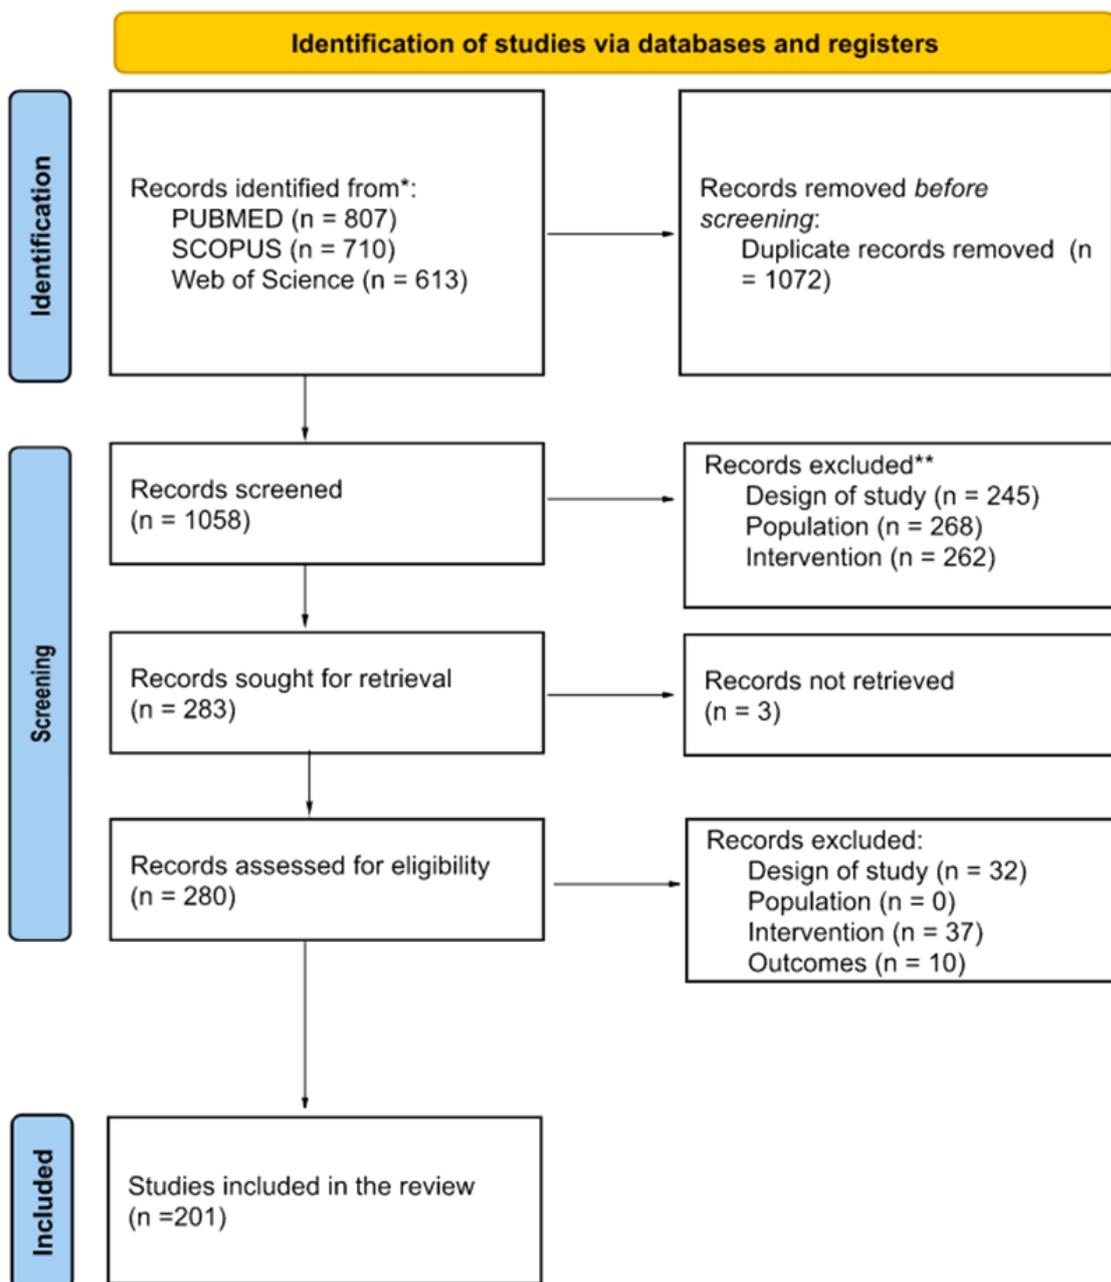 Identification of studies via databases and registers
Identification
Records identified from*:
PUBMED (n = 807)
SCOPUS (n = 710)
Web of Science (n = 613)
Records removed before
screening:
Duplicate records removed (n
= 1072)
Screening
Records screened
(n = 1058)
Records excluded**
Design of study (n = 245)
Population (n = 268)
Intervention (n = 262)
Records sought for retrieval
(n = 283)
Records not retrieved
(n = 3)
Records assessed for eligibility
(n = 280)
Records excluded:
Design of study (n = 32)
Population (n = 0)
Intervention (n = 37)
Outcomes (n = 10)
Included
Studies included in the review
(n =201)